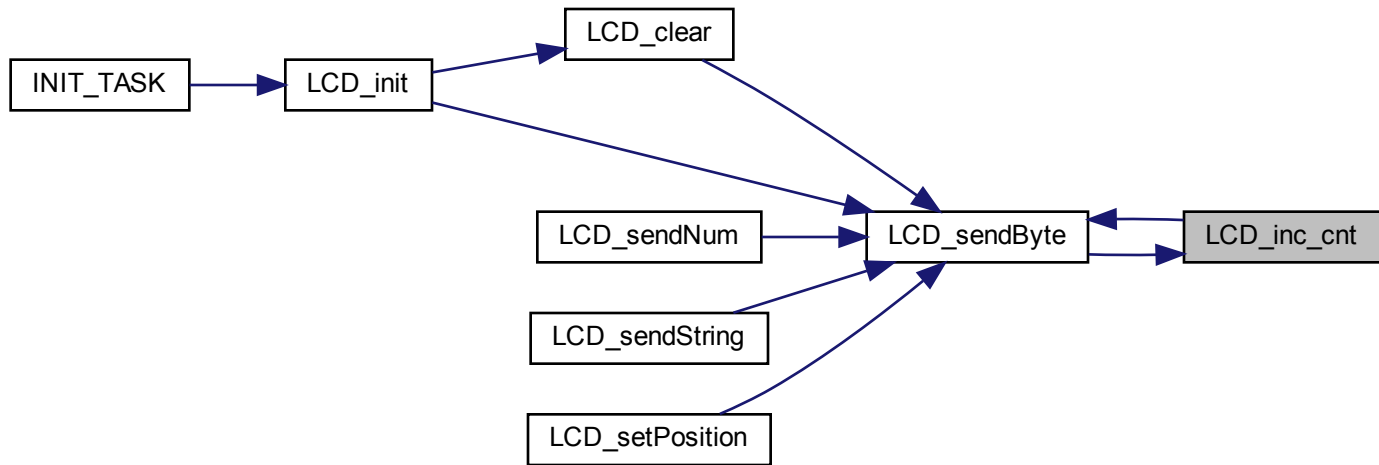 LCD_clear
INIT_TASK
LCD_init
LCD_sendNum
LCD_sendByte
LCD_inc_cnt
LCD_sendString
LCD_setPosition